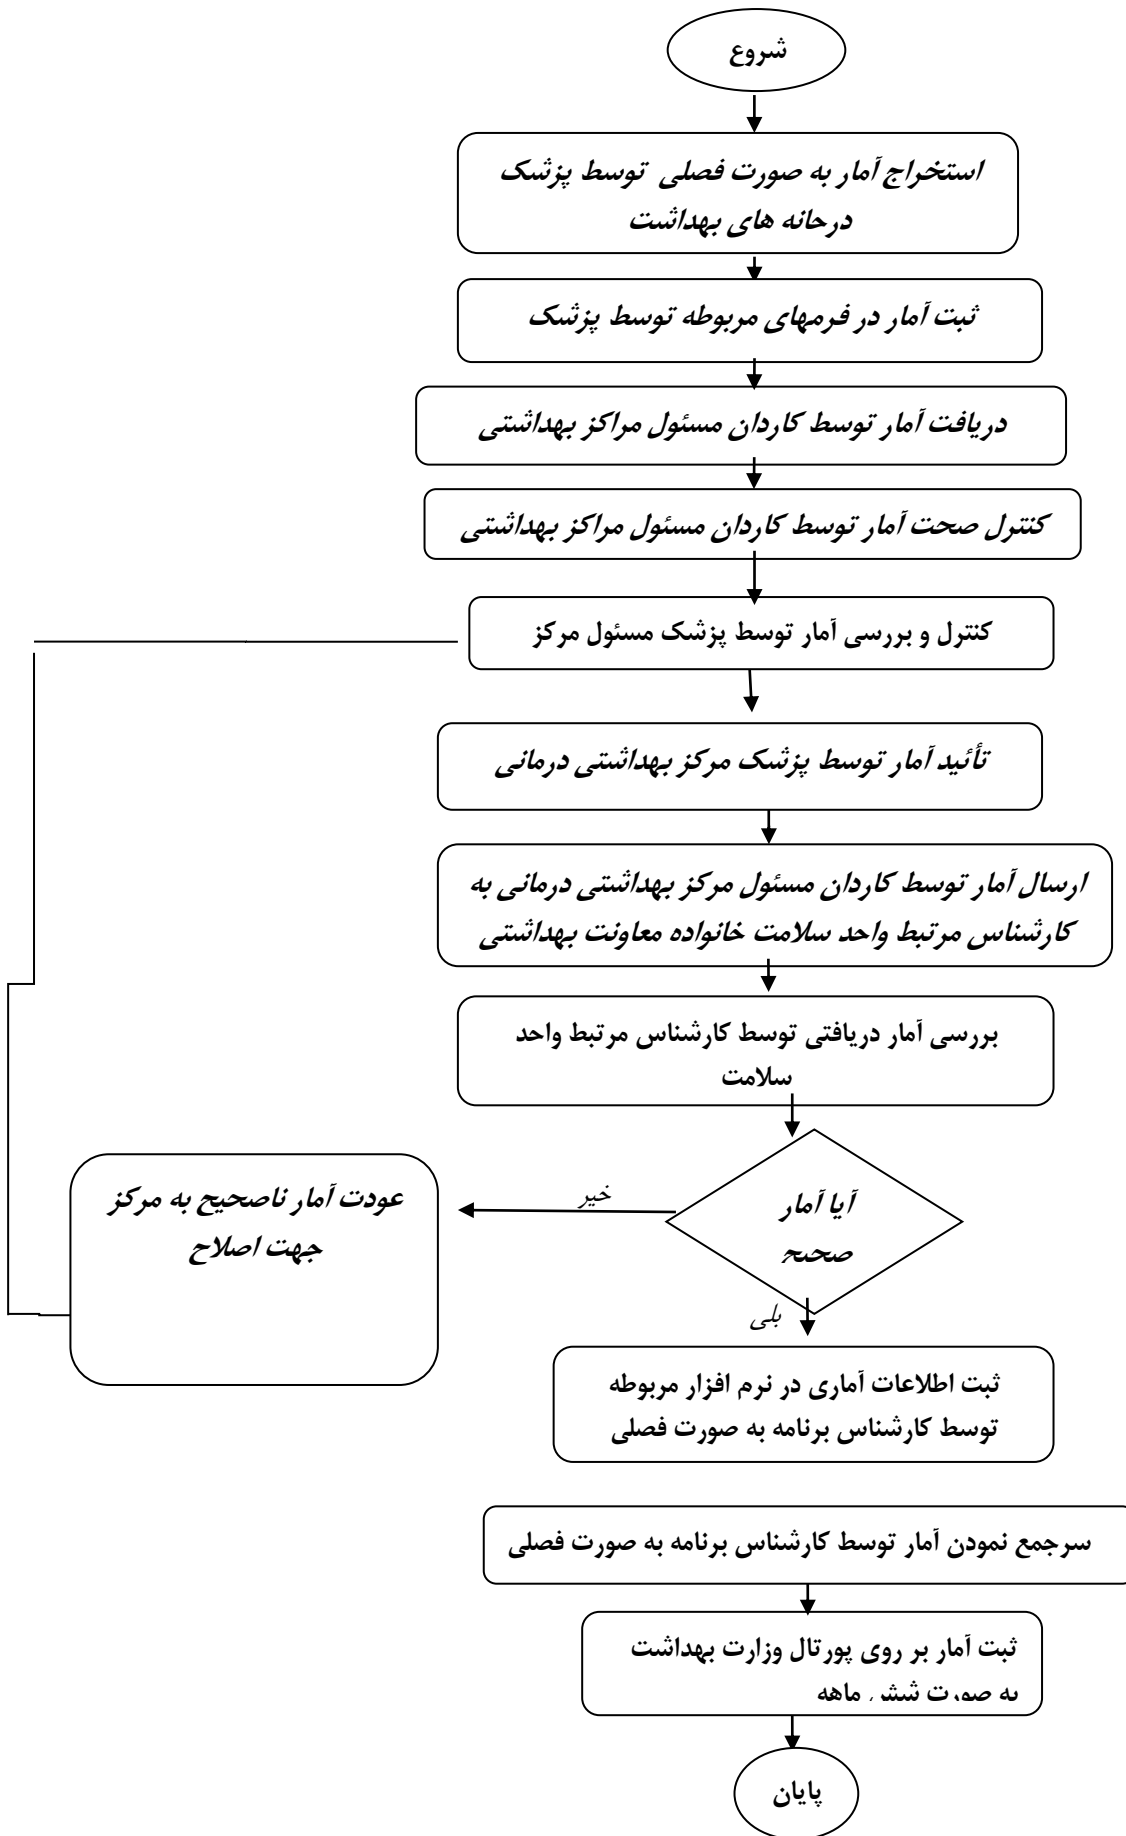 شروع
استخراج آمار به صورت فصلی توسط پزشک
درخانه های بهداشت
ثبت آمار در فرمهای مربوطه توسط پزشک
دریافت آمار توسط کاردان مسئول مراکز بهداشتی
کنترل صحت آمار توسط کاردان مسئول مراکز بهداشتی
کنترل و بررسی آمار توسط پزشک مسئول مرکز
تأئید آمار توسط پزشک مرکز بهداشتی درمانی
ارسال آمار توسط کاردان مسئول مرکز بهداشتی درمانی به
کارشناس مرتبط واحد سلامت خانواده معاونت بهداشتی
بررسی آمار دریافتی توسط کارشناس مرتبط واحد
سلامت
آیا آمار
صحیح
خیر
عودت آمار ناصحیح به مرکز
جهت اصلاح
بلی
ثبت اطلاعات آماری در نرم افزار مربوطه
توسط کارشناس برنامه به صورت فصلی
سرجمع نمودن آمار توسط کارشناس برنامه به صورت فصلی
ثبت آمار بر روی پورتال وزارت بهداشت
به صورت شش ماهه
پایان